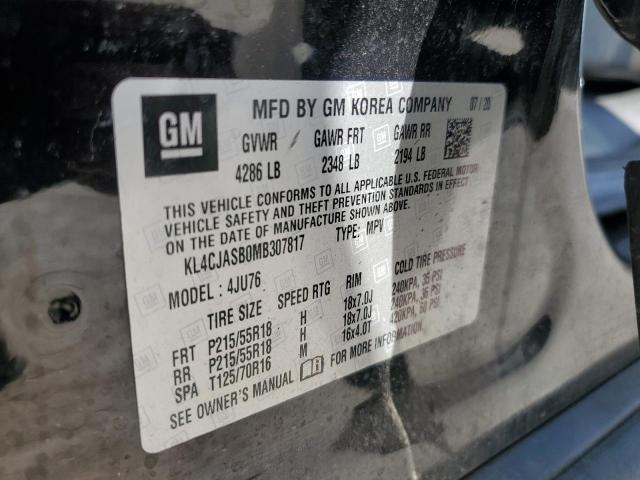 GM
MFD BY GM KOREA COMPANY 07 / 20
GVWR GAWR FRT GAWR RR
4286 LB 2348 LB 2194 LB
THIS VEHICLE CONFORMS TO ALL APPLICABLE U.S. FEDERAL MOTOR
VEHICLE SAFETY AND THEFT PREVENTION STANDARDS IN EFFECT ON THE DATE
OF MANUFACTURE SHOWN ABOVE.
KL4CJASB0MB307817 TYPE: MPV
MODEL : 4JU76
TIRE SIZE SPEED RTG RIM COLD TIRE PRESSURE
FRT P215/55R18 H 18x7.0J 240KPA, 35 PSI
RR P215/55R18 H 18x7.0J 240KPA,
SPA T125/70R16 M 16x4.0T 420KPA, 60 PSI
SEE OWNER'S MANUAL FOR MORE INFORMATION